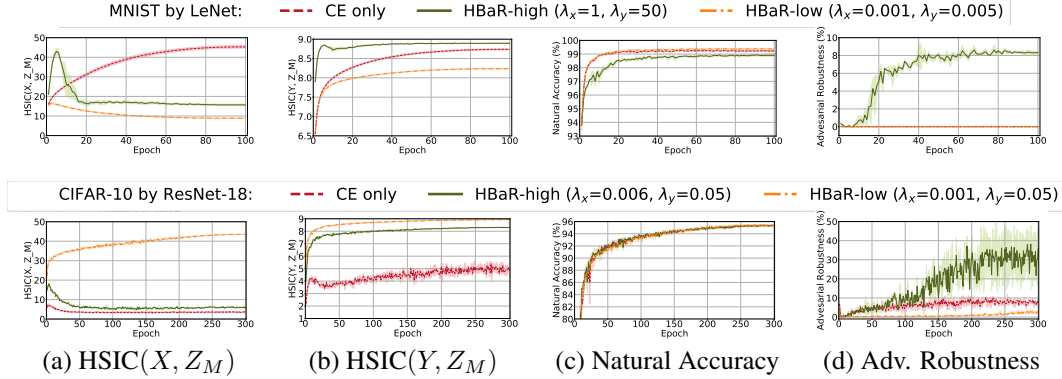 MNIST by LeNet: CE only HBaR-high (λx=1, λy=50) HBaR-low (λx=0.001, λy=0.005)
HSIC(X, Z_M)
50
40
30
20
10
0
0 20 40 60 80 100
Epoch
HSIC(Y, Z_M)
9.0
8.5
8.0
7.5
7.0
6.5
0 20 40 60 80 100
Epoch
Natural Accuracy (%)
100
99
98
97
96
95
94
93
0 20 40 60 80 100
Epoch
Advesarial Robustness (%)
10
8
6
4
2
0
0 20 40 60 80 100
Epoch
CIFAR-10 by ResNet-18: CE only HBaR-high (λx=0.006, λy=0.05) HBaR-low (λx=0.001, λy=0.05)
HSIC(X, Z_M)
50
40
30
20
10
0
0 50 100 150 200 250 300
Epoch
HSIC(Y, Z_M)
9
8
7
6
5
4
3
2
1
0 50 100 150 200 250 300
Epoch
Natural Accuracy (%)
96
94
92
90
88
86
84
82
80
0 50 100 150 200 250 300
Epoch
Advesarial Robustness (%)
50
40
30
20
10
0
0 50 100 150 200 250 300
Epoch
(a) HSIC(X, Z_M) (b) HSIC(Y, Z_M) (c) Natural Accuracy (d) Adv. Robustness